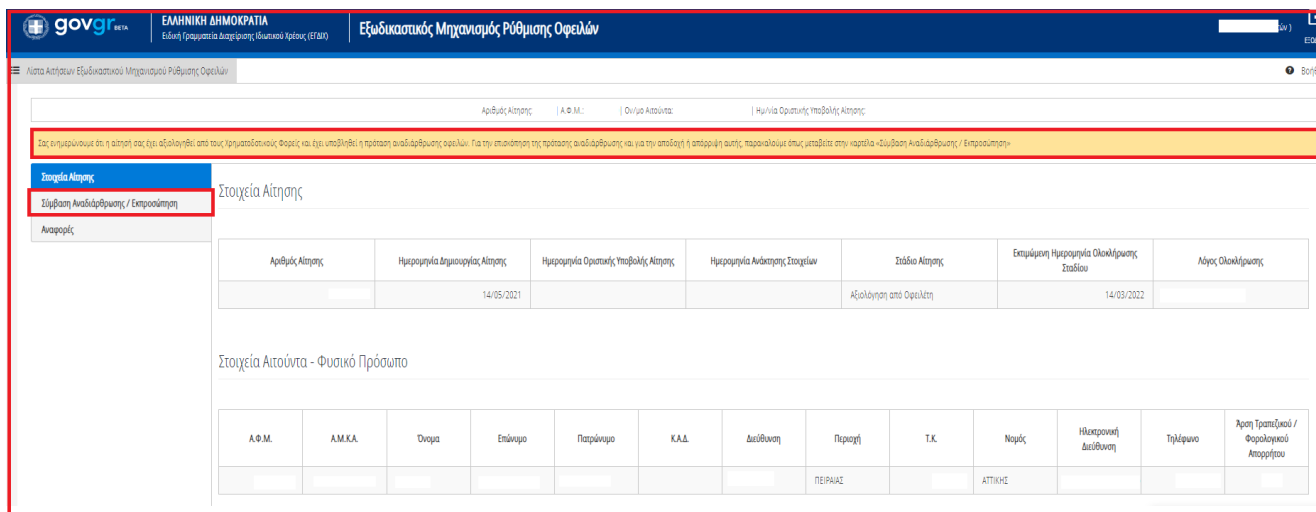 govgr BETA
ΕΛΛΗΝΙΚΗ ΔΗΜΟΚΡΑΤΙΑ
Ειδική Γραμματεία Διαχείρισης Ιδιωτικού Χρέους (ΕΓΔΙΧ)
Εξωδικαστικός Μηχανισμός Ρύθμισης Οφειλών
Λίστα Αιτήσεων Εξωδικαστικού Μηχανισμού Ρύθμισης Οφειλών
Αριθμός Αίτησης: | Α.Φ.Μ.: | Ον/μο Αιτούντα: | Ημ/νία Οριστικής Υποβολής Αίτησης:
Σας ενημερώνουμε ότι η αίτησή σας έχει αξιολογηθεί από τους Χρηματοδοτικούς Φορείς και έχει υποβληθεί η πρόταση αναδιάρθρωσης οφειλών. Για την επισκόπηση της πρότασης αναδιάρθρωσης και για την αποδοχή ή απόρριψη αυτής, παρακαλούμε όπως μεταβείτε στην καρτέλα «Σύμβαση Αναδιάρθρωσης / Εκπροσώπηση»
Στοιχεία Αίτησης
Σύμβαση Αναδιάρθρωσης / Εκπροσώπηση
Αναφορές
Στοιχεία Αίτησης
Αριθμός Αίτησης
Ημερομηνία Δημιουργίας Αίτησης
Ημερομηνία Οριστικής Υποβολής Αίτησης
Ημερομηνία Ανάκτησης Στοιχείων
Στάδιο Αίτησης
Εκτιμώμενη Ημερομηνία Ολοκλήρωσης
Σταδίου
Λόγος Ολοκλήρωσης
14/05/2021
Αξιολόγηση από Οφειλέτη
14/03/2022
Στοιχεία Αιτούντα - Φυσικό Πρόσωπο
Α.Φ.Μ.
Α.Μ.Κ.Α.
Όνομα
Επώνυμο
Πατρώνυμο
Κ.Α.Δ.
Διεύθυνση
Περιοχή
Τ.Κ.
Νομός
Ηλεκτρονική
Διεύθυνση
Τηλέφωνο
Άρση Τραπεζικού /
Φορολογικού
Απορρήτου
ΠΕΙΡΑΙΑΣ
ΑΤΤΙΚΗΣ